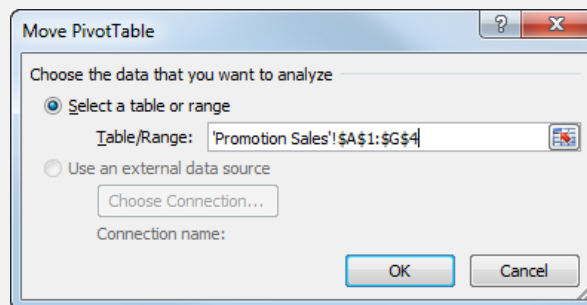 Move PivotTable
?
Choose the data that you want to analyze
Select a table or range
Table/Range: 'Promotion Sales'!$A$1:$G$4
Use an external data source
Choose Connection...
Connection name:
OK Cancel